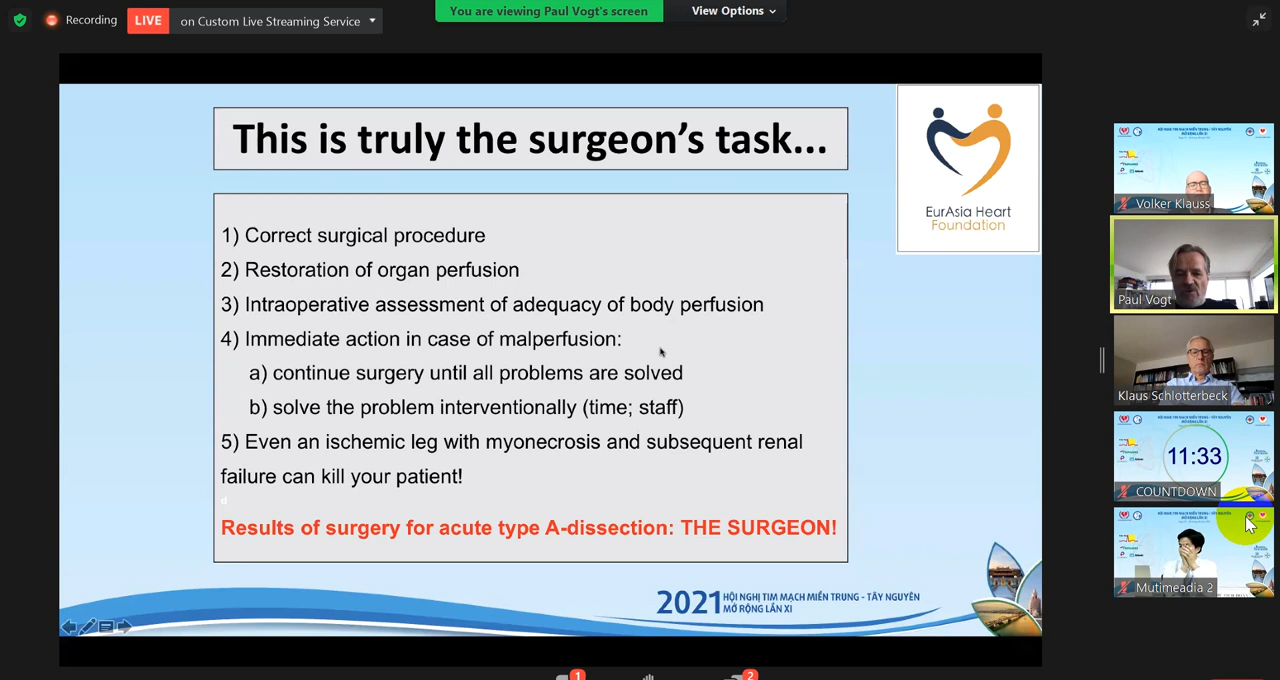 Recording
LIVE
on Custom Live Streaming Service
You are viewing Paul Vogt's screen
View Options
This is truly the surgeon's task...
EurAsia Heart
Foundation
1) Correct surgical procedure
2) Restoration of organ perfusion
3) Intraoperative assessment of adequacy of body perfusion
4) Immediate action in case of malperfusion:
a) continue surgery until all problems are solved
b) solve the problem interventionally (time; staff)
5) Even an ischemic leg with myonecrosis and subsequent renal
failure can kill your patient!
d
Results of surgery for acute type A-dissection: THE SURGEON!
2021 HỘI NGHỊ TIM MẠCH MIỀN TRUNG - TÂY NGUYÊN
MỞ RỘNG LẦN XI
Volker Klauss
Paul Vogt
Klaus Schlotterbeck
11:33
COUNTDOWN
Mutimeadia 2
1
2